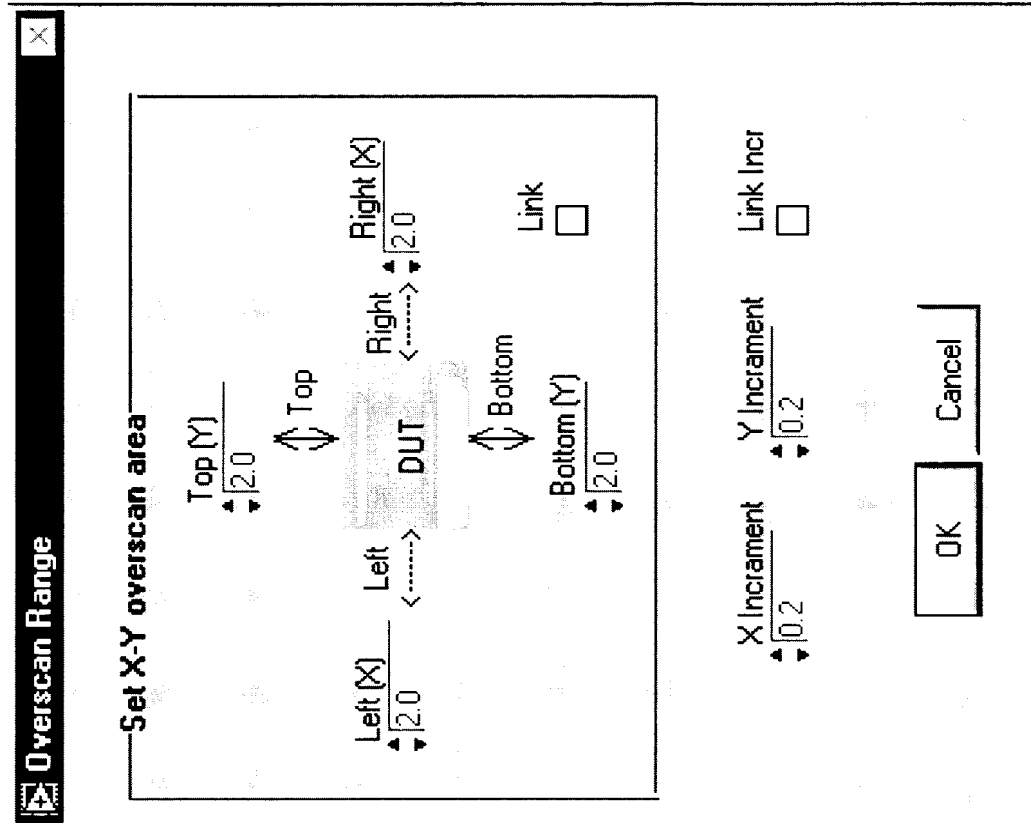 Overscan Range
Set X-Y overscan area
Top (Y)
2.0
Top
Left (X)
2.0
Left
DUT
Right
Right (X)
2.0
Bottom
Bottom (Y)
2.0
Link
X Incrament
0.2
Y Incrament
0.2
Link Incr
OK
Cancel